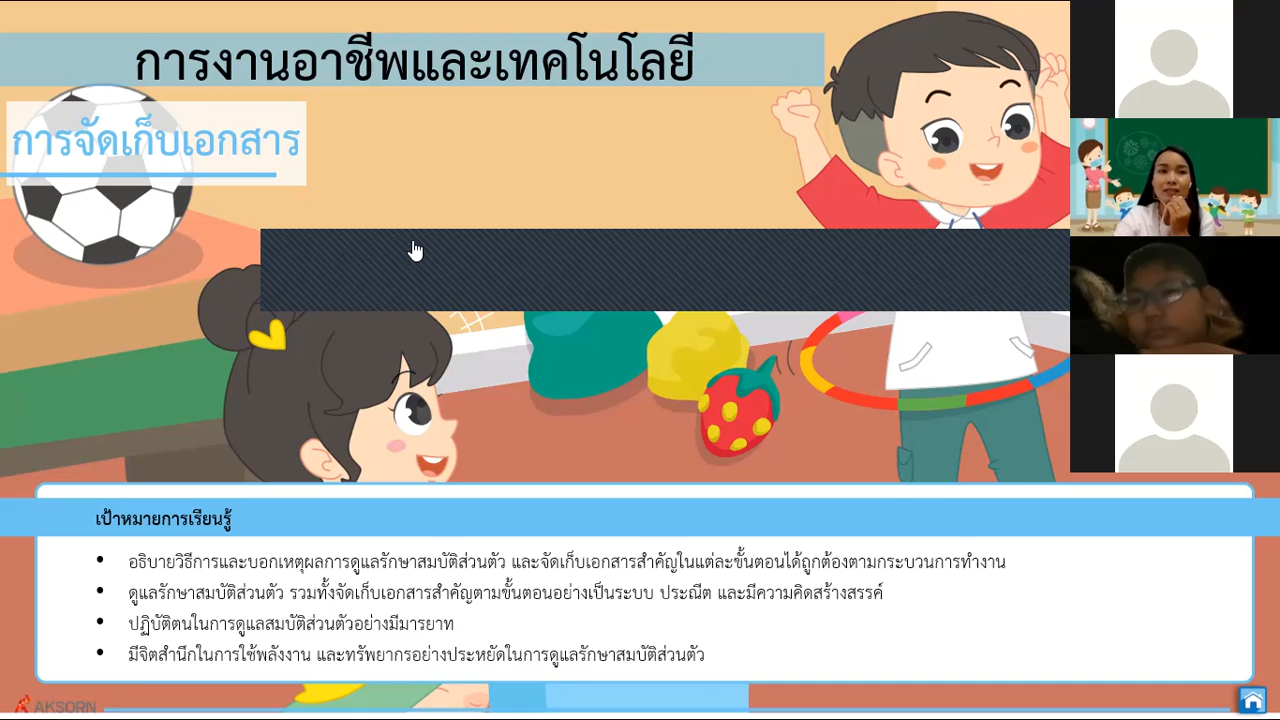 การงานอาชีพและเทคโนโลยี
การจัดเก็บเอกสาร
เป้าหมายการเรียนรู้
• อธิบายวิธีการและบอกเหตุผลการดูแลรักษาสมบัติส่วนตัว และจัดเก็บเอกสารสำคัญในแต่ละขั้นตอนได้ถูกต้องตามกระบวนการทำงาน
• ดูแลรักษาสมบัติส่วนตัว รวมทั้งจัดเก็บเอกสารสำคัญตามขั้นตอนอย่างเป็นระบบ ประณีต และมีความคิดสร้างสรรค์
• ปฏิบัติตนในการดูแลสมบัติส่วนตัวอย่างมีมารยาท
• มีจิตสำนึกในการใช้พลังงาน และทรัพยากรอย่างประหยัดในการดูแลรักษาสมบัติส่วนตัว
AKSORN